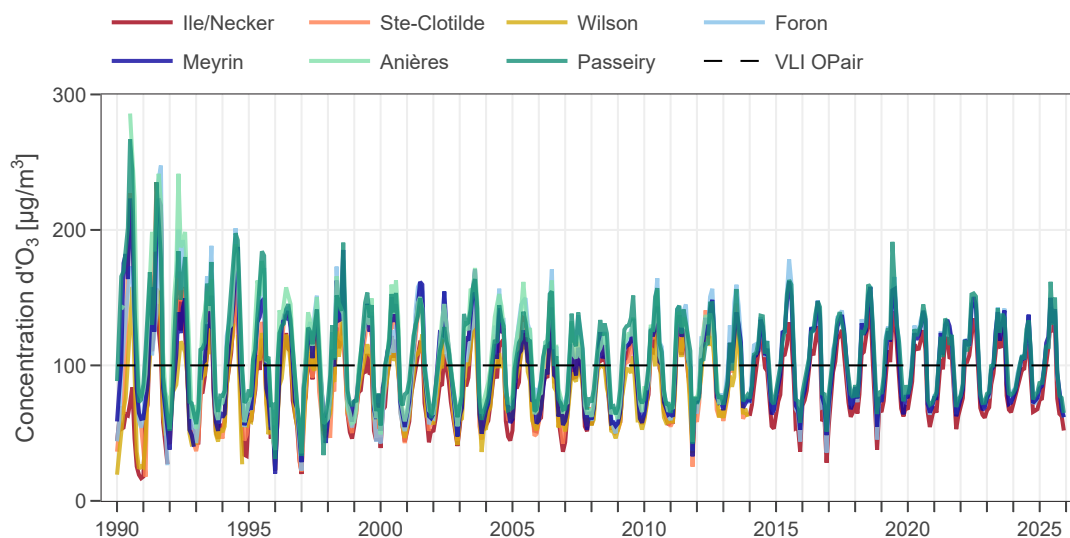 Ile/Necker Ste-Clotilde Wilson Foron
Meyrin Anières Passeiry VLI OPair
Concentration d'O₃ [µg/m³]
300
200
100
0
1990 1995 2000 2005 2010 2015 2020 2025